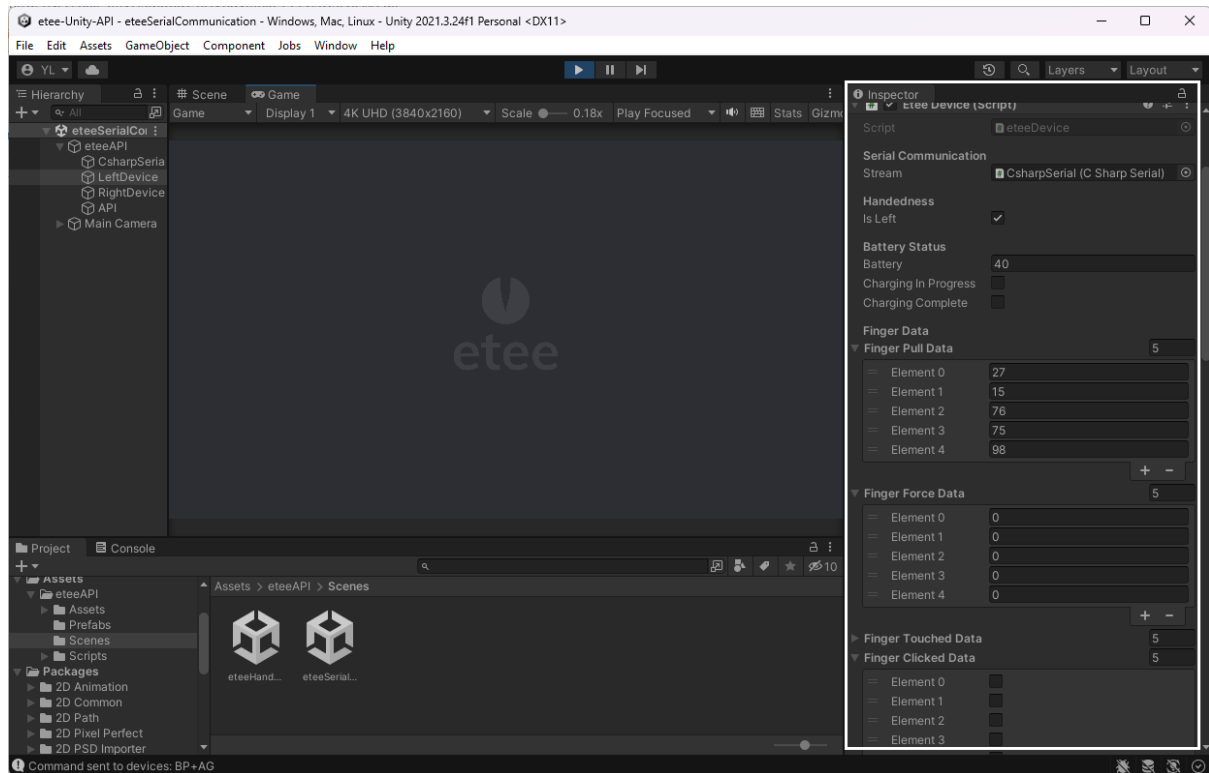 etee-Unity-API - eteeSerialCommunication - Windows, Mac, Linux - Unity 2021.3.24f1 Personal <DX11>
File Edit Assets GameObject Component Jobs Window Help
YL Layers Layout
Hierarchy # Scene Game Inspector
All Game Display 1 4K UHD (3840x2160) Scale 0.18x Play Focused Stats Gizmo
Etee Device (Script)
eteeSerialCo
eteeAPI
CsharpSeria
LeftDevice
RightDevice
API
Main Camera
etee
Script eteeDevice
Serial Communication
Stream CsharpSerial (C Sharp Serial)
Handedness
Is Left
Battery Status
Battery 40
Charging In Progress
Charging Complete
Finger Data
Finger Pull Data 5
Element 0 27
Element 1 15
Element 2 76
Element 3 75
Element 4 98
+ -
Finger Force Data 5
Element 0 0
Element 1 0
Element 2 0
Element 3 0
Element 4 0
+ -
Finger Touched Data 5
Finger Clicked Data 5
Element 0
Element 1
Element 2
Element 3
Project Console
10
Assets
eteeAPI
Assets
Prefabs
Scenes
Scripts
Packages
2D Animation
2D Common
2D Path
2D Pixel Perfect
2D PSD Importer
Assets > eteeAPI > Scenes
eteeHand... eteeSerial...
Command sent to devices: BP+AG